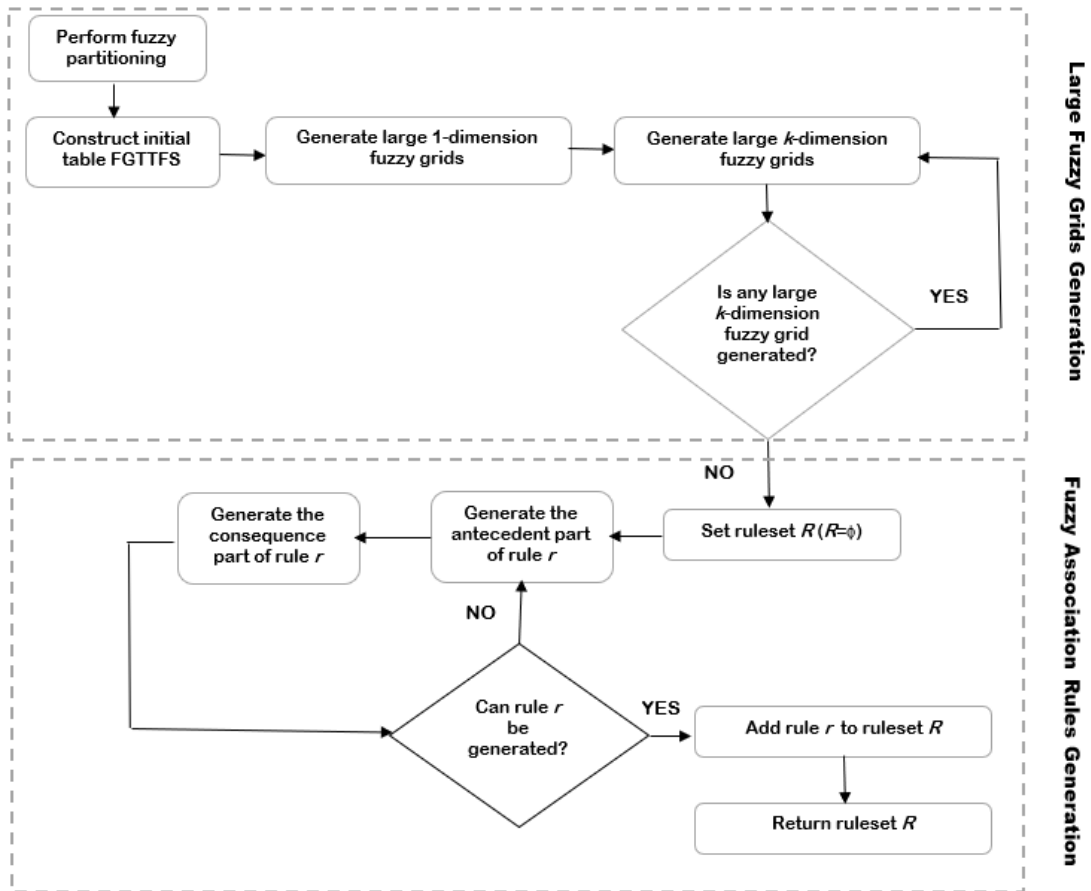 Perform fuzzy
partitioning
Construct initial
table FGTTFS
Generate large 1-dimension
fuzzy grids
Generate large k-dimension
fuzzy grids
Is any large
k-dimension
fuzzy grid
generated?
YES
Large Fuzzy Grids Generation
NO
Set ruleset R (R=ϕ)
Generate the
antecedent part
of rule r
Generate the
consequence
part of rule r
NO
Can rule r
be
generated?
YES
Add rule r to ruleset R
Return ruleset R
Fuzzy Association Rules Generation